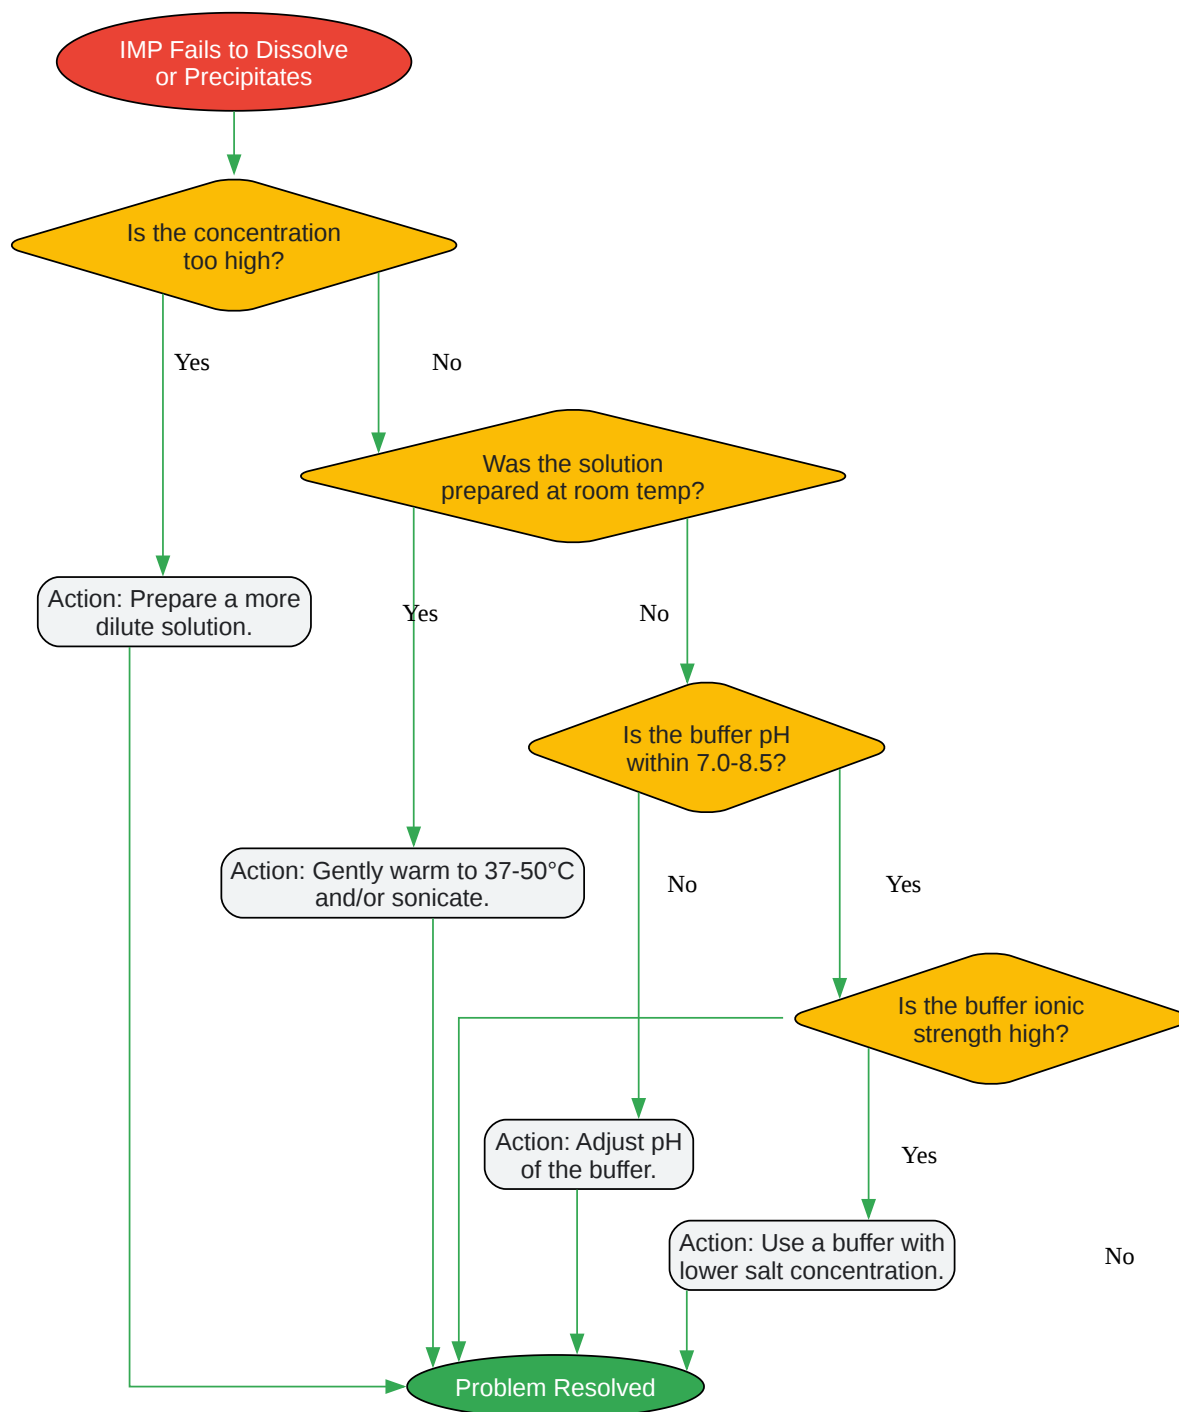 IMP Fails to Dissolve
or Precipitates
Is the concentration
too high?
Yes
No
Was the solution
prepared at room temp?
Action: Prepare a more
dilute solution.
Yes
No
Is the buffer pH
within 7.0-8.5?
Action: Gently warm to 37-50°C
and/or sonicate.
No
Yes
Is the buffer ionic
strength high?
Action: Adjust pH
of the buffer.
Yes
Action: Use a buffer with
lower salt concentration.
No
Problem Resolved